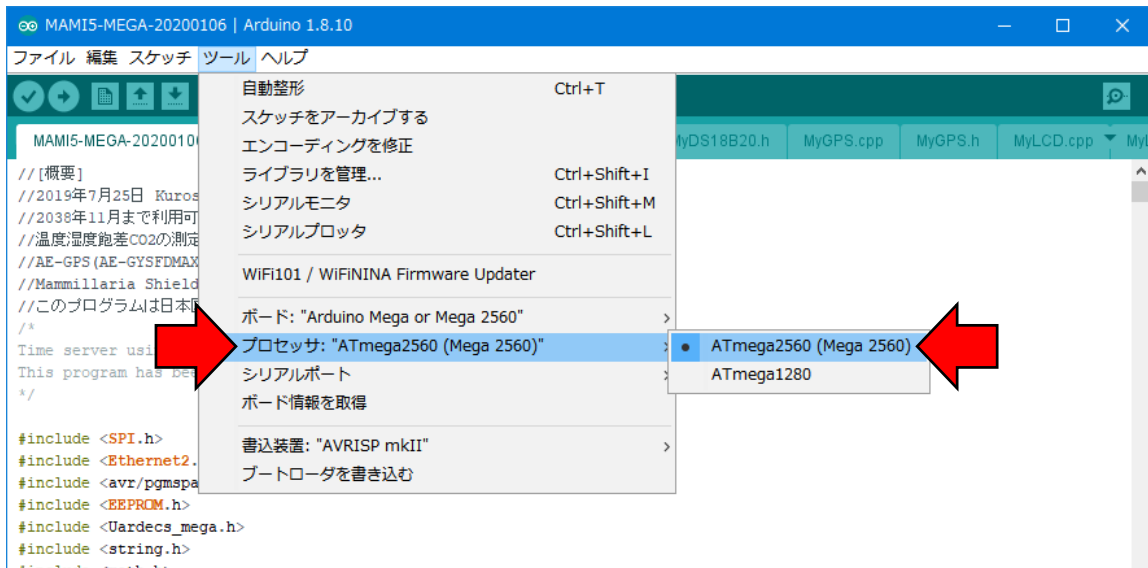 MAMI5-MEGA-20200106 | Arduino 1.8.10
ファイル 編集 スケッチ ツール ヘルプ
MAMI5-MEGA-2020010
MyDS18B20.h
MyGPS.cpp
MyGPS.h
MyLCD.cpp
自動整形 Ctrl+T
スケッチをアーカイブする
エンコーディングを修正
ライブラリを管理... Ctrl+Shift+I
シリアルモニタ Ctrl+Shift+M
シリアルプロッタ Ctrl+Shift+L
WiFi101 / WiFiNINA Firmware Updater
ボード: "Arduino Mega or Mega 2560"
プロセッサ: "ATmega2560 (Mega 2560)"
シリアルポート
ボード情報を取得
書込装置: "AVRISP mkII"
ブートローダを書き込む
ATmega2560 (Mega 2560)
ATmega1280
//[概要]
//2019年7月25日 Kuros
//2038年11月まで利用可
//温度湿度飽差CO2の測定
//AE-GPS(AE-GYSFDMAX
//Mammillaria Shield
//このプログラムは日本国
/*
Time server usi
This program has bee
*/
#include <SPI.h>
#include <Ethernet2.
#include <avr/pgmspa
#include <EEPROM.h>
#include <Uardecs_mega.h>
#include <string.h>